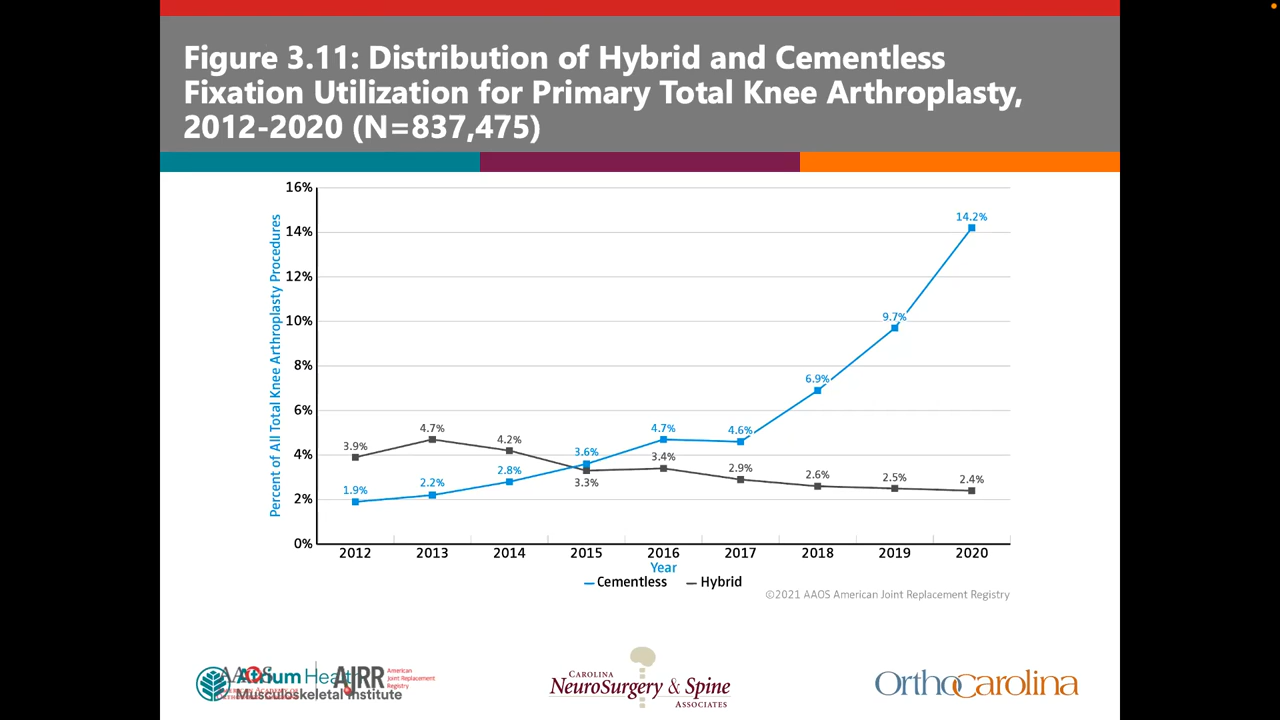 Figure 3.11: Distribution of Hybrid and Cementless
Fixation Utilization for Primary Total Knee Arthroplasty,
2012-2020 (N=837,475)
Percent of All Total Knee Arthroplasty Procedures
16%
14%
12%
10%
8%
6%
4%
2%
0%
14.2%
9.7%
6.9%
4.7%
4.6%
3.6%
2.8%
2.2%
1.9%
3.9%
4.7%
4.2%
3.3%
3.4%
2.9%
2.6%
2.5%
2.4%
2012 2013 2014 2015 2016 2017 2018 2019 2020
Year
Cementless Hybrid
©2021 AAOS American Joint Replacement Registry
AAOS
Atrium Health
Musculoskeletal Institute
AJRR
American
Joint Replacement
Registry
Carolina
NeuroSurgery & Spine
Associates
OrthoCarolina